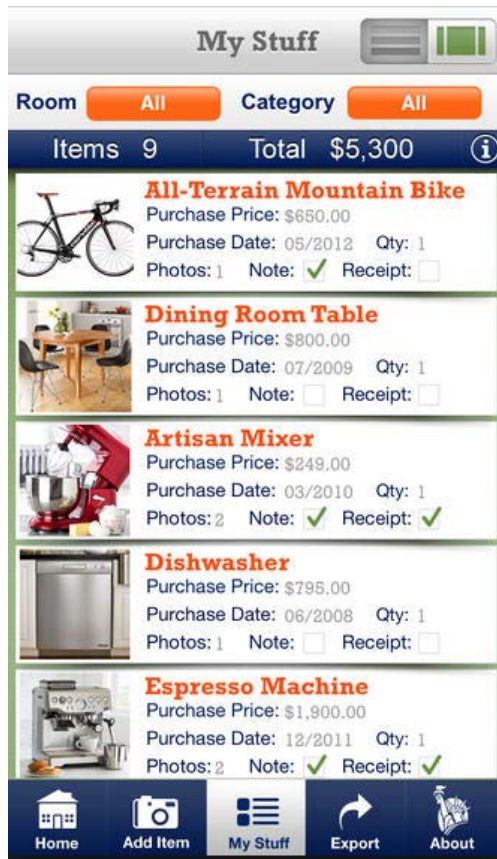 My Stuff
Room All Category All
Items 9 Total $5,300
All-Terrain Mountain Bike
Purchase Price: $650.00
Purchase Date: 05/2012 Qty: 1
Photos: 1 Note: Receipt:
Dining Room Table
Purchase Price: $800.00
Purchase Date: 07/2009 Qty: 1
Photos: 1 Note: Receipt:
Artisan Mixer
Purchase Price: $249.00
Purchase Date: 03/2010 Qty: 1
Photos: 2 Note: Receipt:
Dishwasher
Purchase Price: $795.00
Purchase Date: 06/2008 Qty: 1
Photos: 1 Note: Receipt:
Espresso Machine
Purchase Price: $1,900.00
Purchase Date: 12/2011 Qty: 1
Photos: 2 Note: Receipt:
Home Add Item My Stuff Export About